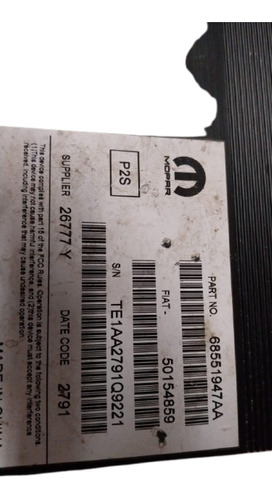 MOPAR
PART NO. 68551947AA
P2S
FIAT- 50154859
S/N TE1AA2791Q9221
SUPPLIER 26777-Y DATE CODE 2791
This device complies with part 15 of the FCC Rules. Operation is subject to the following two conditions.
(1)This device may not cause harmful interference, and (2)this device must accept any interference
received, including interference that may cause undesired operation.